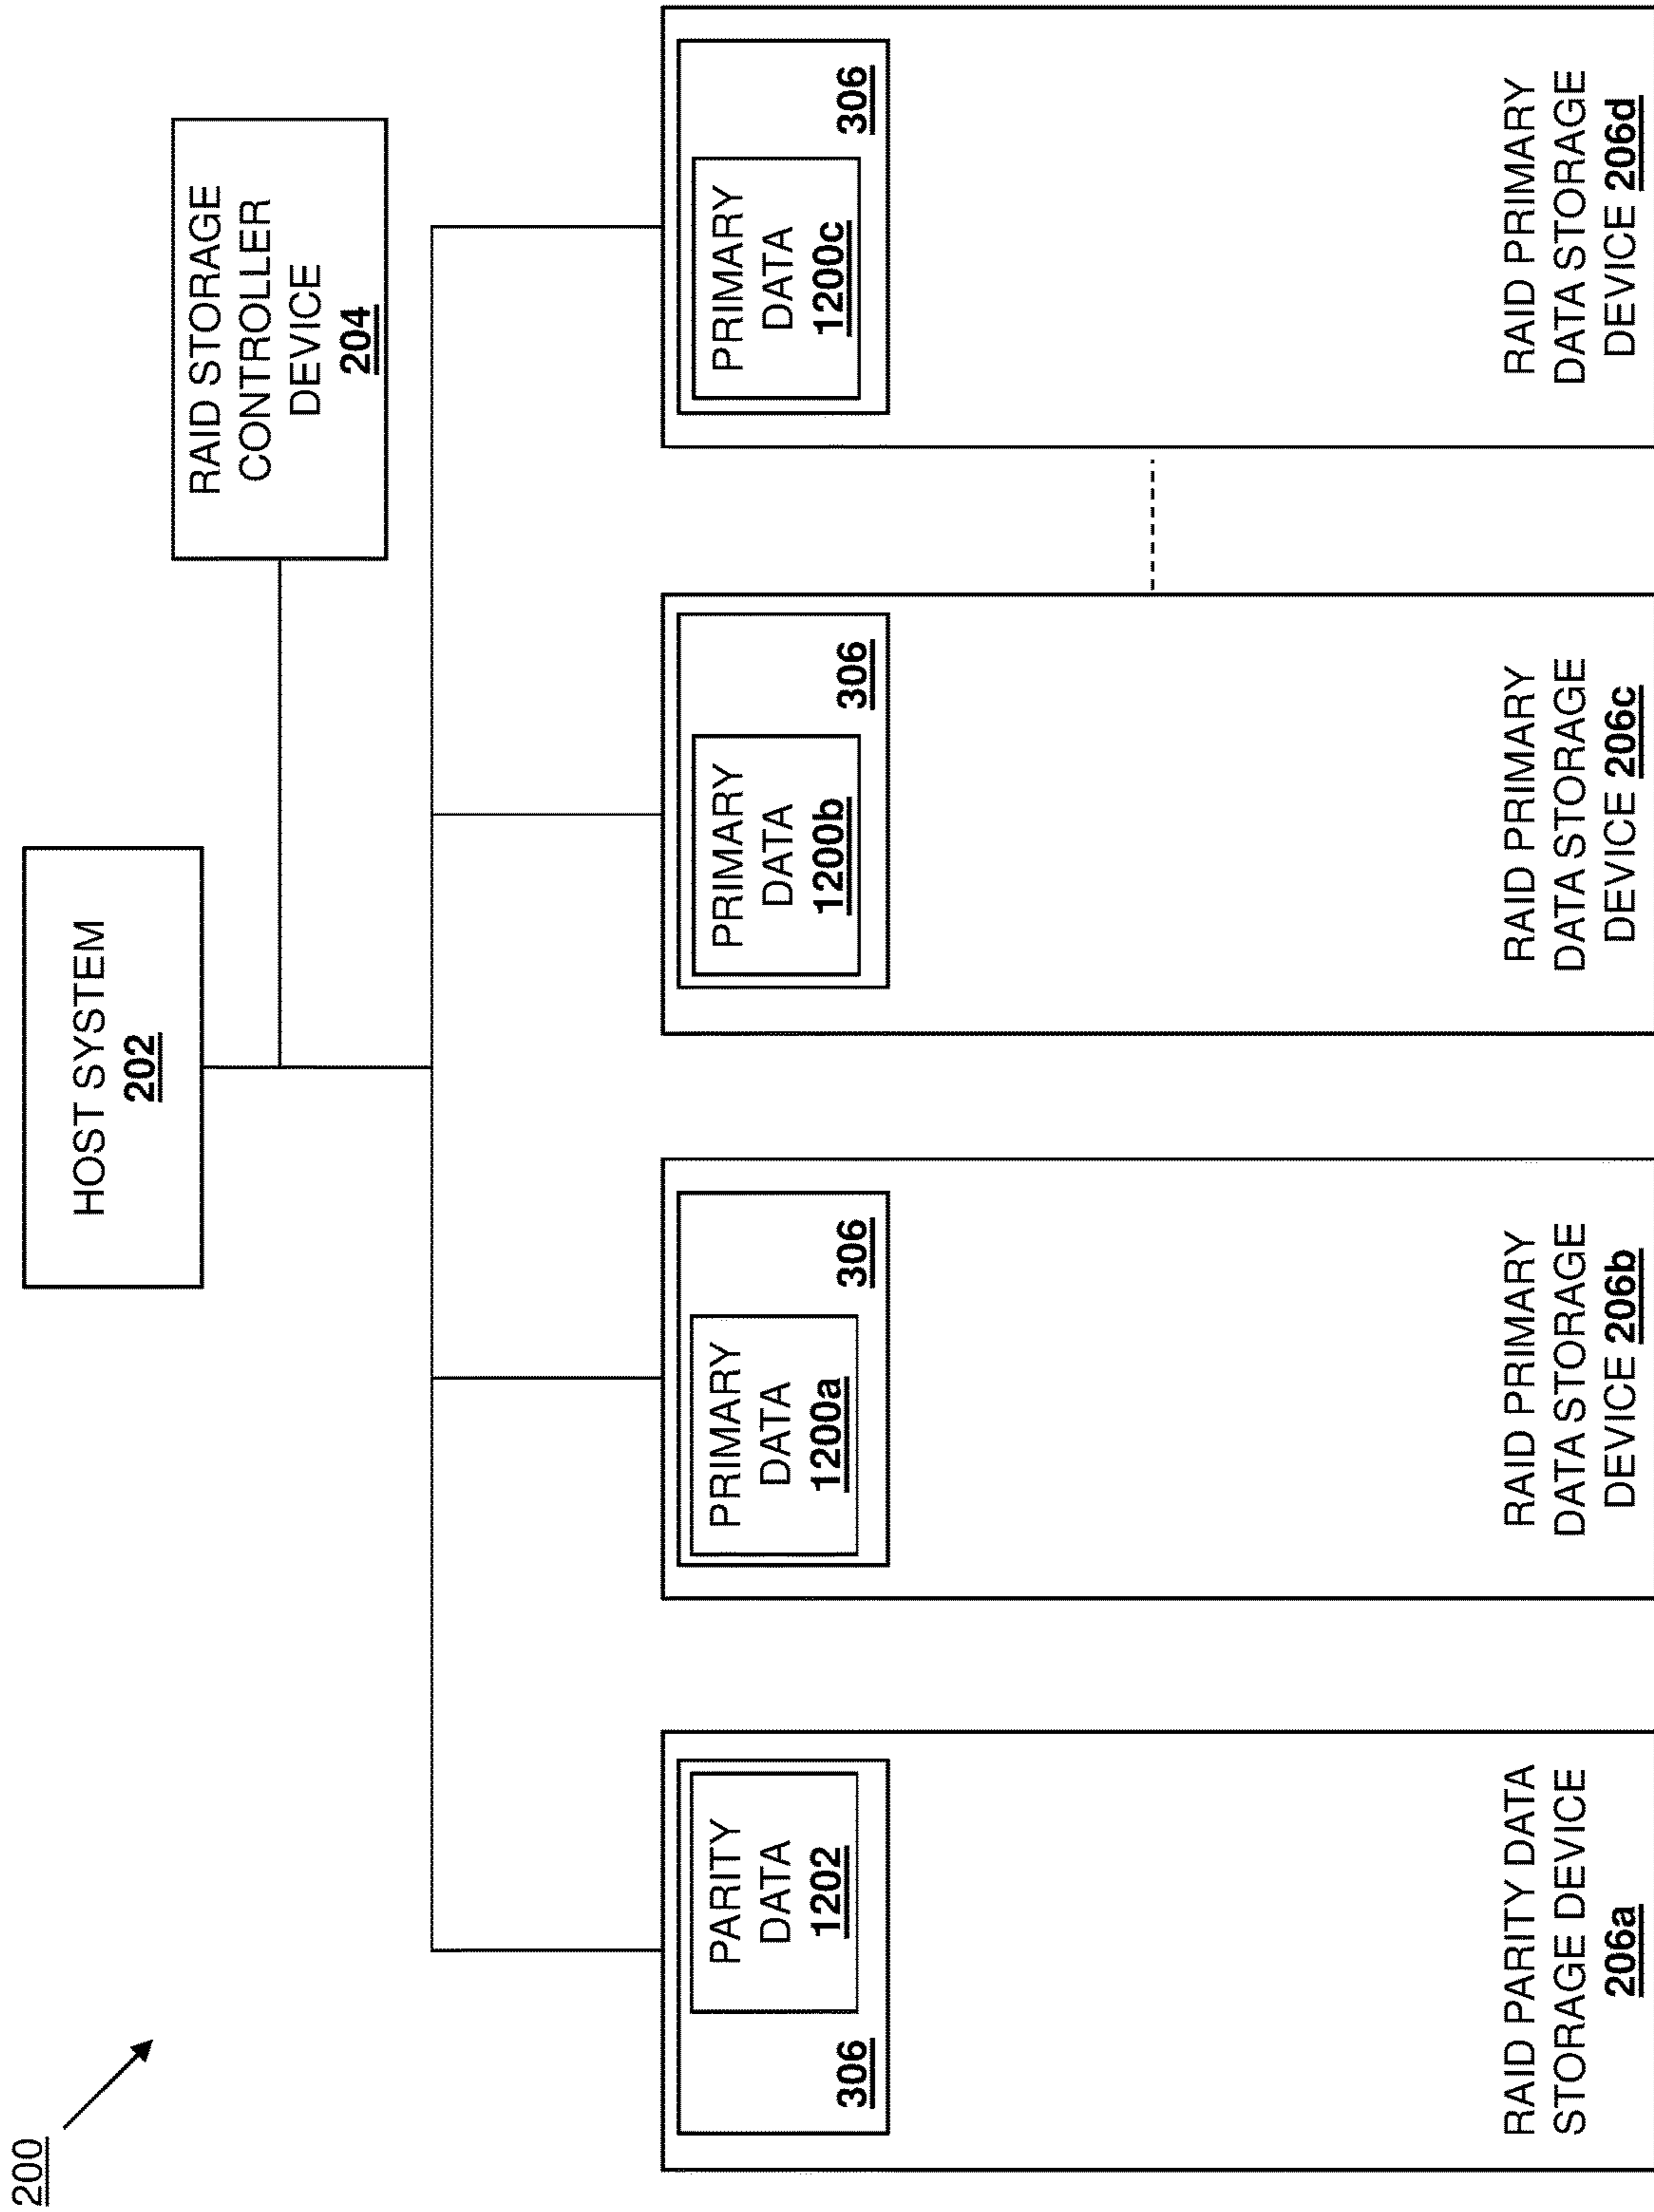 200
HOST SYSTEM
202
RAID STORAGE
CONTROLLER
DEVICE
204
PARITY
DATA
1202
306
RAID PARITY DATA
STORAGE DEVICE
206a
PRIMARY
DATA
1200a
306
RAID PRIMARY
DATA STORAGE
DEVICE 206b
PRIMARY
DATA
1200b
306
RAID PRIMARY
DATA STORAGE
DEVICE 206c
PRIMARY
DATA
1200c
306
RAID PRIMARY
DATA STORAGE
DEVICE 206d